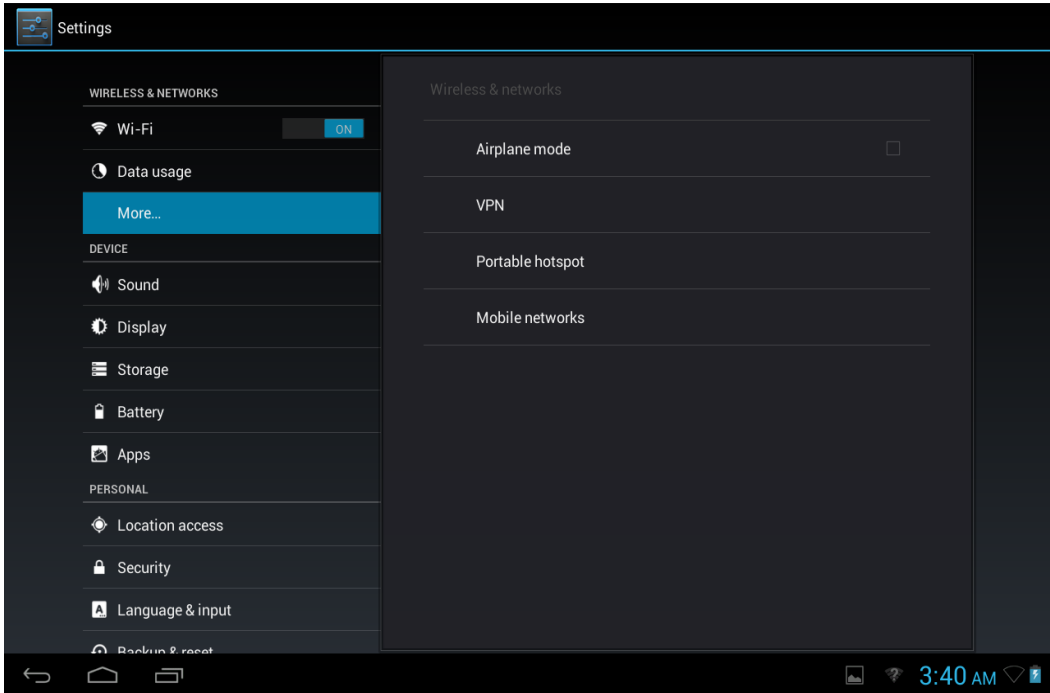 Settings
WIRELESS & NETWORKS
Wi-Fi ON
Data usage
More...
DEVICE
Sound
Display
Storage
Battery
Apps
PERSONAL
Location access
Security
Language & input
Backup & reset
Wireless & networks
Airplane mode
VPN
Portable hotspot
Mobile networks
3:40 AM